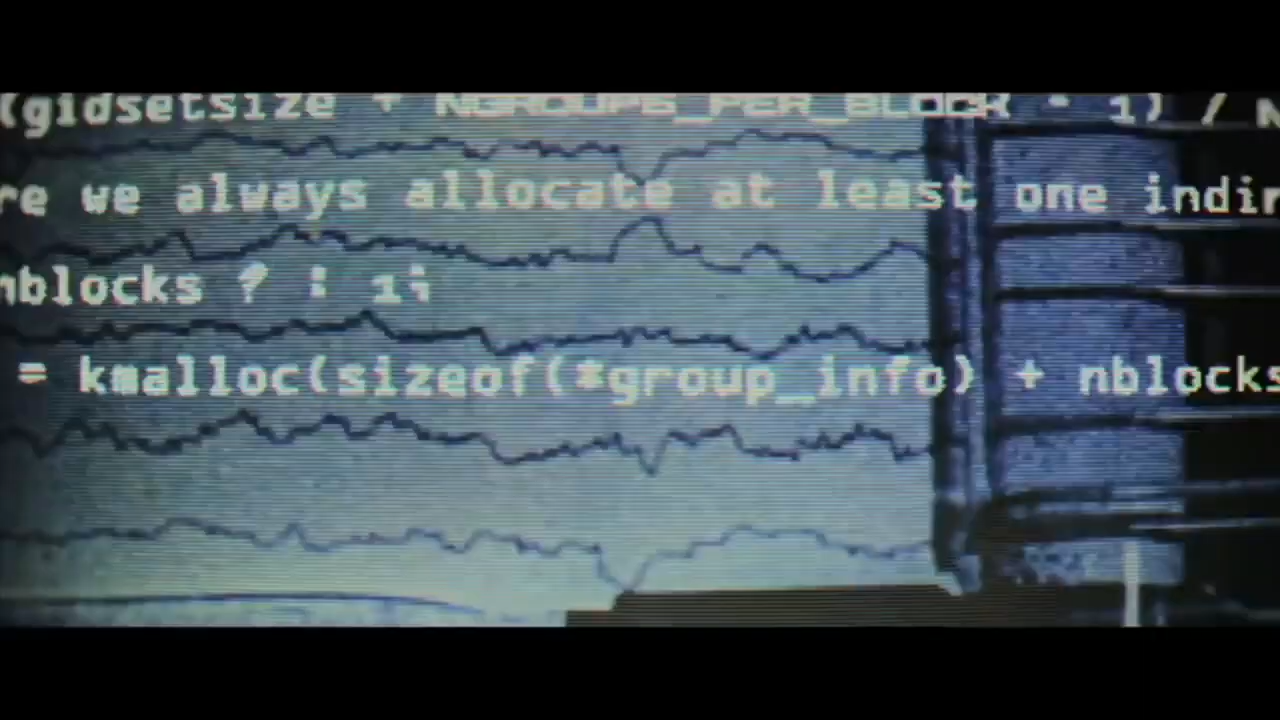 (gidsetsize + NGROUPS_PER_BLOCK - 1) / N
re we always allocate at least one indir
nblocks ? : 1;
= kmalloc(sizeof(*group_info) + nblocks